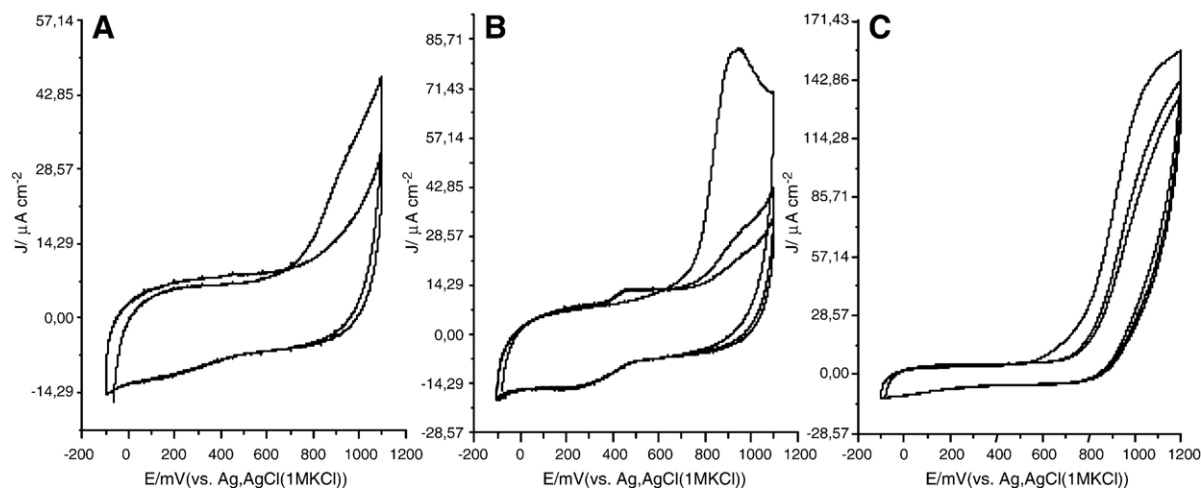 A
57,14
42,85
28,57
14,29
0,00
-14,29
J/ μA cm-2
-200 0 200 400 600 800 1000 1200
E/mV(vs. Ag,AgCl(1MKCl))
B
85,71
71,43
57,14
42,85
28,57
14,29
0,00
-14,29
-28,57
J/ μA cm-2
-200 0 200 400 600 800 1000 1200
E/mV(vs. Ag,AgCl(1MKCl))
C
171,43
142,86
114,28
85,71
57,14
28,57
0,00
-28,57
J/ μA cm-2
-200 0 200 400 600 800 1000 1200
E/mV(vs. Ag,AgCl(1MKCl))